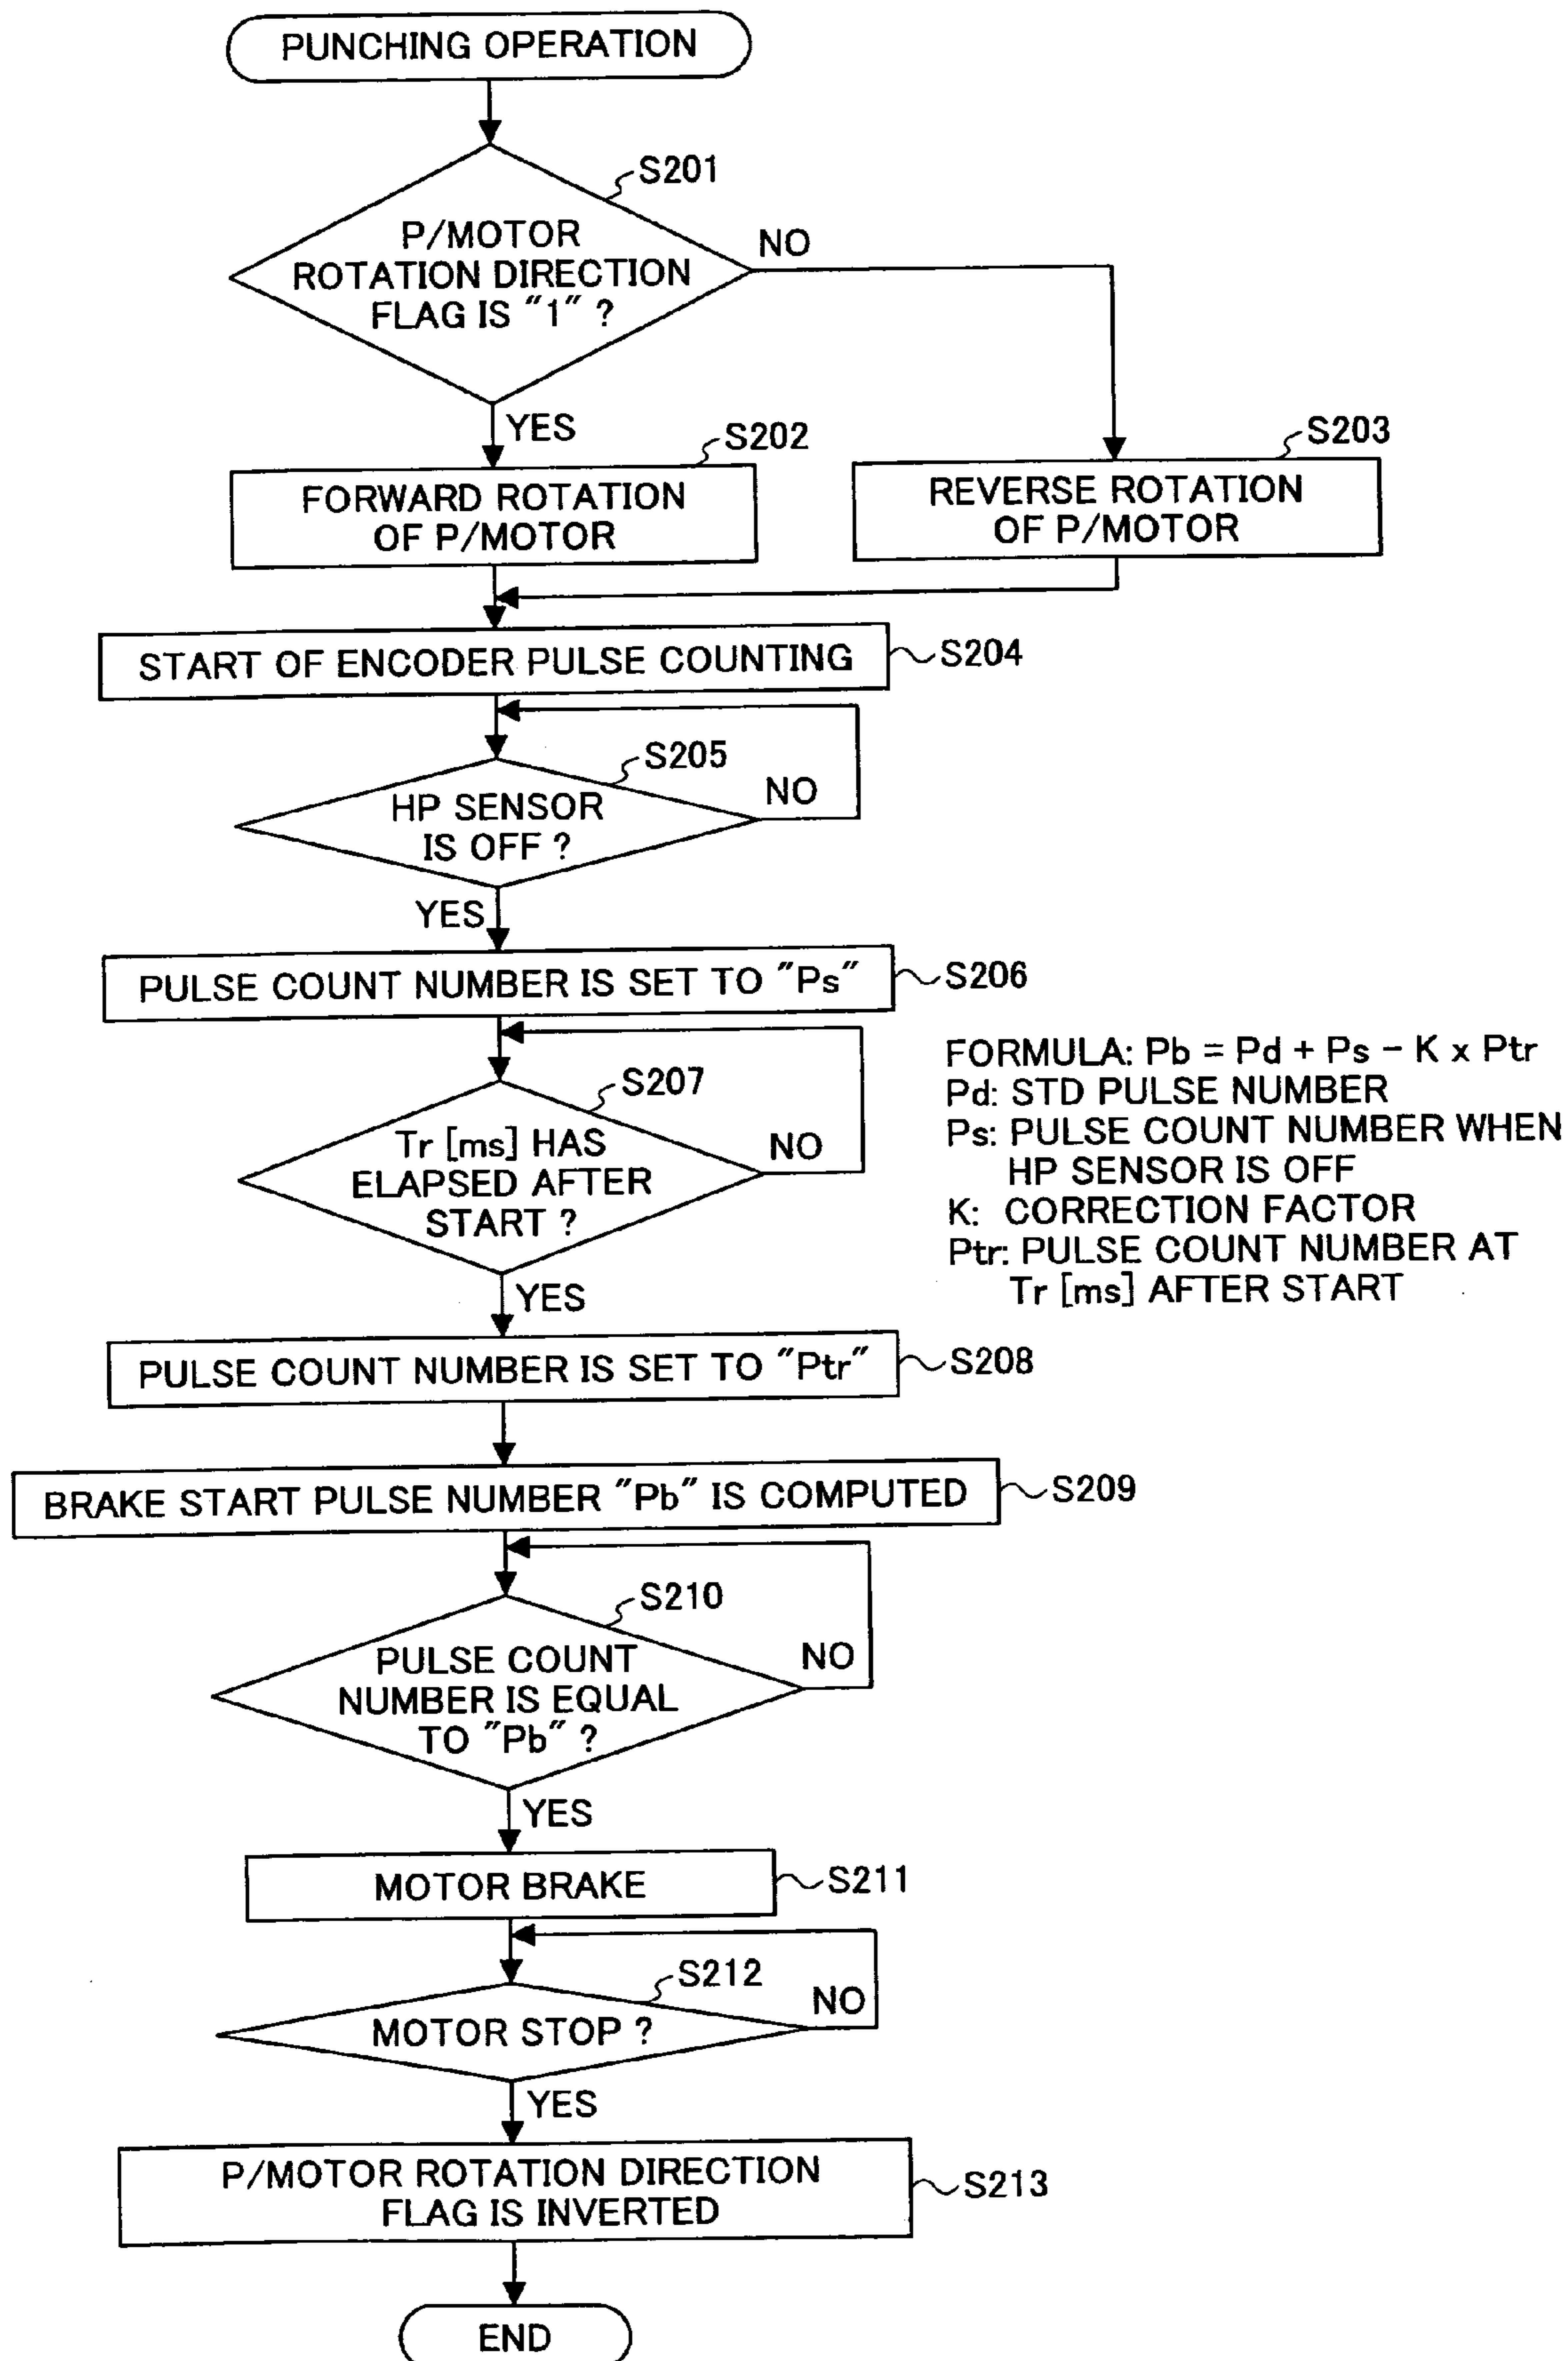 PUNCHING OPERATION
S201
P/MOTOR
ROTATION DIRECTION
FLAG IS "1" ?
NO
YES
S202
FORWARD ROTATION
OF P/MOTOR
S203
REVERSE ROTATION
OF P/MOTOR
START OF ENCODER PULSE COUNTING
S204
S205
HP SENSOR
IS OFF ?
NO
YES
PULSE COUNT NUMBER IS SET TO "Ps"
S206
S207
Tr [ms] HAS
ELAPSED AFTER
START ?
NO
YES
FORMULA: Pb = Pd + Ps - K x Ptr
Pd: STD PULSE NUMBER
Ps: PULSE COUNT NUMBER WHEN
HP SENSOR IS OFF
K: CORRECTION FACTOR
Ptr: PULSE COUNT NUMBER AT
Tr [ms] AFTER START
PULSE COUNT NUMBER IS SET TO "Ptr"
S208
BRAKE START PULSE NUMBER "Pb" IS COMPUTED
S209
S210
PULSE COUNT
NUMBER IS EQUAL
TO "Pb" ?
NO
YES
MOTOR BRAKE
S211
S212
MOTOR STOP ?
NO
YES
P/MOTOR ROTATION DIRECTION
FLAG IS INVERTED
S213
END